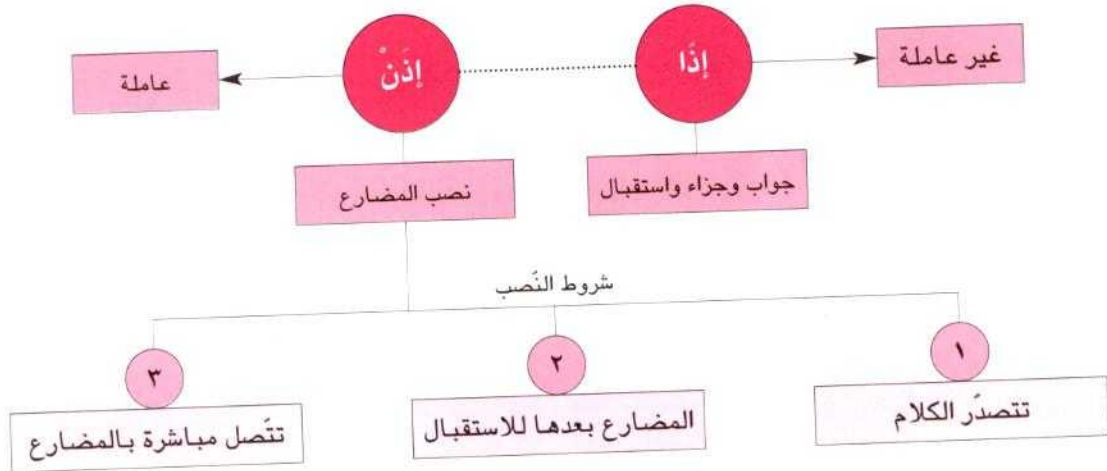 غير عاملة
إذَا
إذَنْ
عاملة
جواب وجزاء واستقبال
نصب المضارع
شروط النّصب
١
٢
٣
تتصدّر الكلام
المضارع بعدها للاستقبال
تتّصل مباشرة بالمضارع